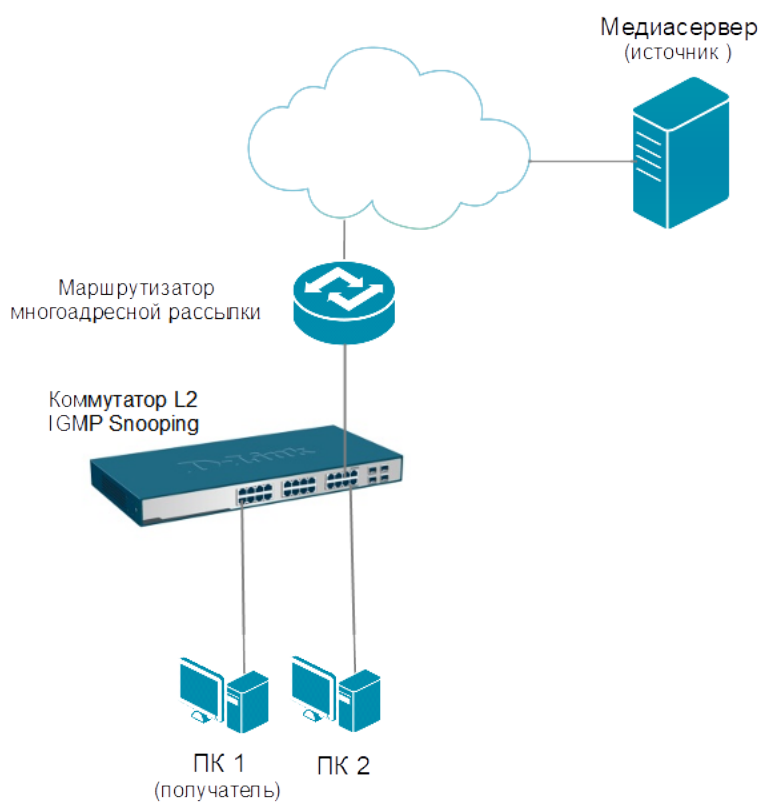 Медиасервер
(источник )
Маршрутизатор
многоадресной рассылки
Коммутатор L2
IGMP Snooping
D-Link
ПК 1
(получатель)
ПК 2